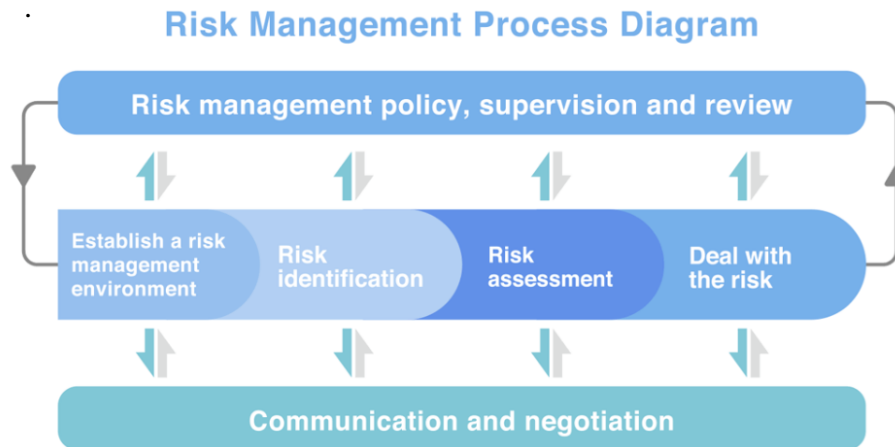 Risk Management Process Diagram
Risk management policy, supervision and review
Establish a risk
management
environment
Risk
identification
Risk
assessment
Deal with
the risk
Communication and negotiation